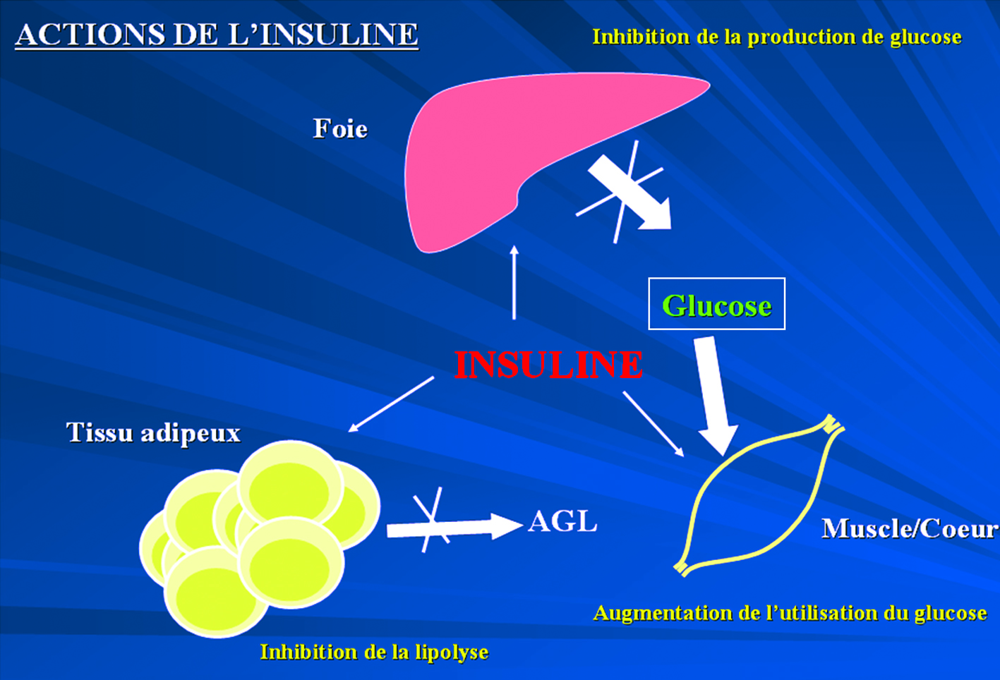 ACTIONS DE L’INSULINE
Inhibition de la production de glucose
Foie
Glucose
INSULINE
Tissu adipeux
AGL
Muscle/Coeur
Augmentation de l’utilisation du glucose
Inhibition de la lipolyse